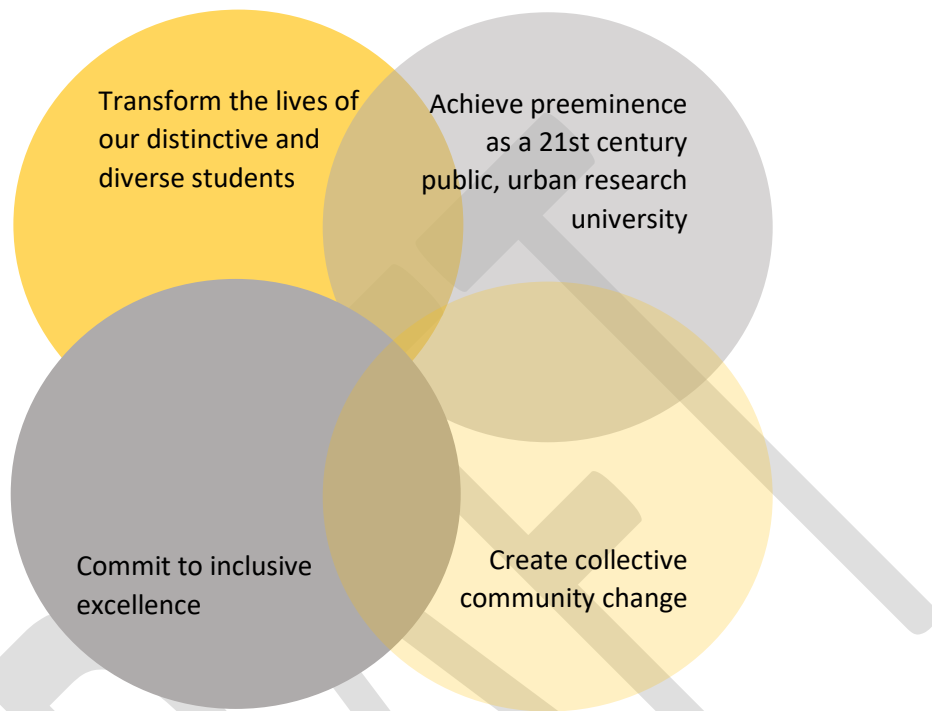 Transform the lives of
our distinctive and
diverse students
Achieve preeminence
as a 21st century
public, urban research
university
Commit to inclusive
excellence
Create collective
community change